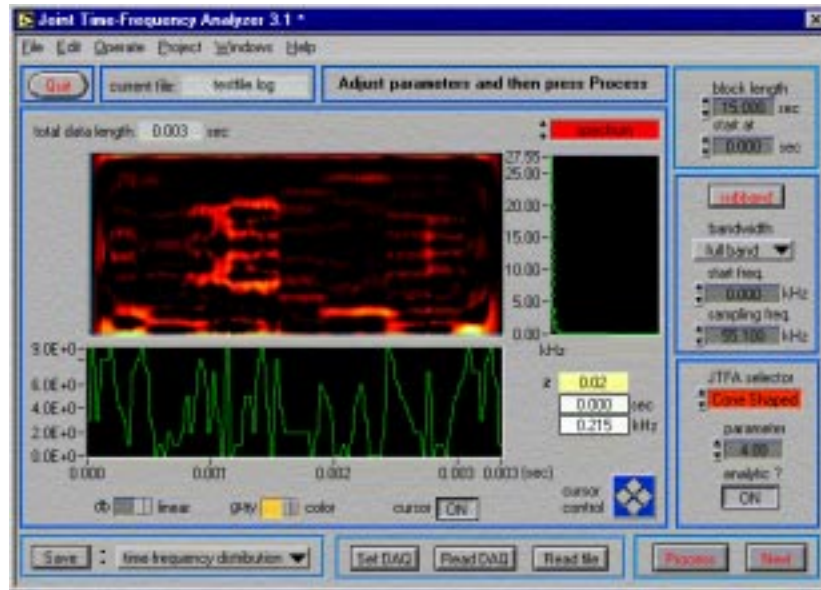 Joint Time-Frequency Analyzer 3.1 *
File Edit Operate Project Windows Help
Quit
current file: testfile.log
Adjust parameters and then press Process
block length
15.000 sec
start at
0.000 sec
total data length: 0.003 sec
spectrum
27.55
25.00
20.00
15.00
10.00
5.00
0.00
kHz
subband
bandwidth
full band
start freq.
0.000 kHz
sampling freq.
55.100 kHz
9.0E+0
6.0E+0
4.0E+0
2.0E+0
0.0E+0
0.000 0.001 0.002 0.003 0.003 (sec)
z 0.02
0.000 sec
0.215 kHz
JTFA selector
Cone Shaped
parameter
4.00
analytic ?
ON
db linear gray color cursor ON
cursor control
Save time-frequency distribution
Set DAQ Read DAQ Read file
Process Next